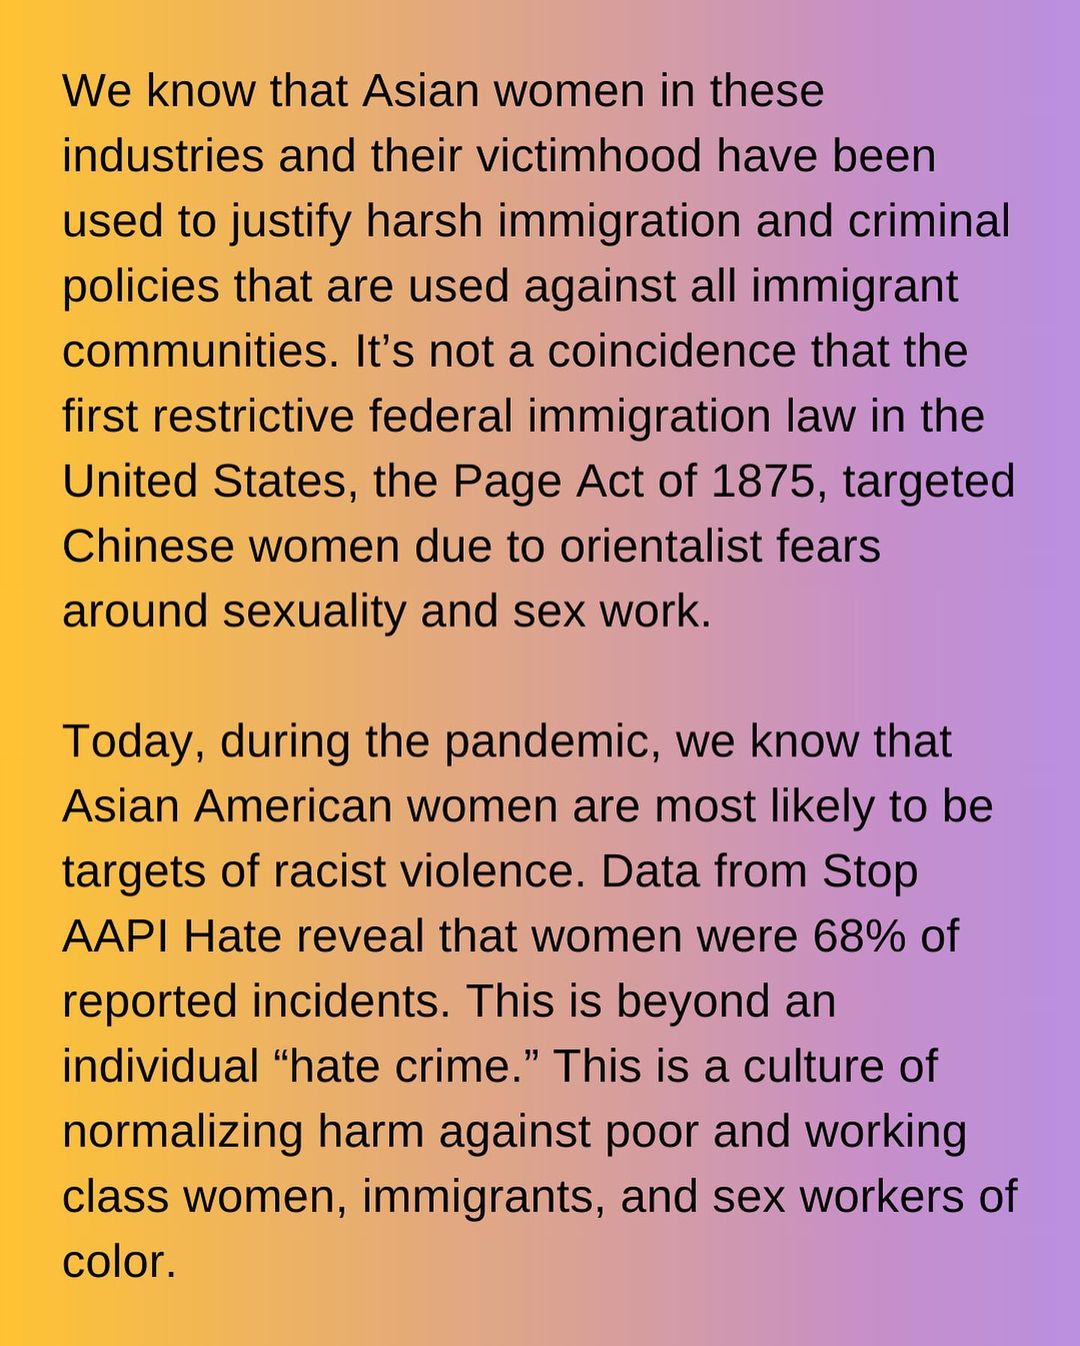 We know that Asian women in these
industries and their victimhood have been
used to justify harsh immigration and criminal
policies that are used against all immigrant
communities. It’s not a coincidence that the
first restrictive federal immigration law in the
United States, the Page Act of 1875, targeted
Chinese women due to orientalist fears
around sexuality and sex work.
Today, during the pandemic, we know that
Asian American women are most likely to be
targets of racist violence. Data from Stop
AAPI Hate reveal that women were 68% of
reported incidents. This is beyond an
individual “hate crime.” This is a culture of
normalizing harm against poor and working
class women, immigrants, and sex workers of
color.